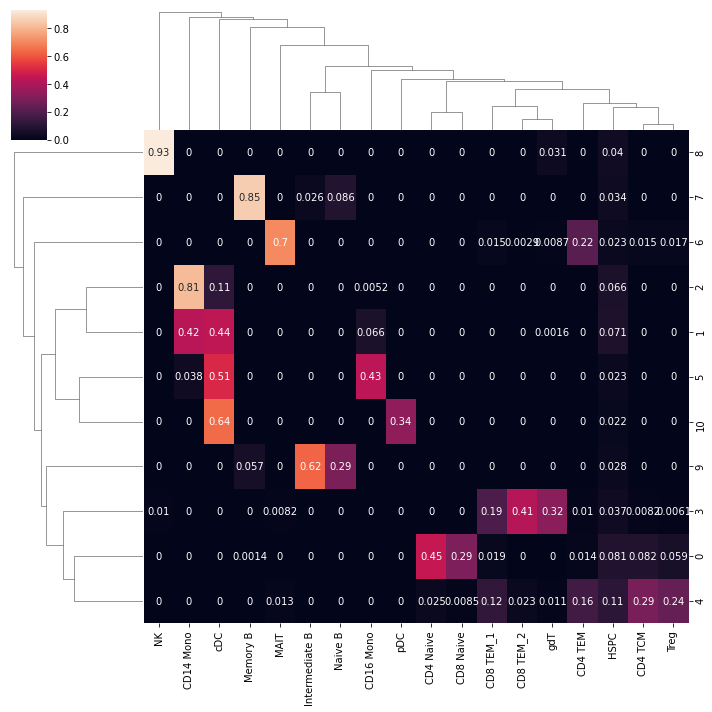 0.8
0.6
0.4
0.2
0.0
0.93 0 0 0 0 0 0 0 0 0 0 0 0 0.031 0 0.04 0 0 8
0 0 0 0.85 0 0.026 0.086 0 0 0 0 0 0 0 0 0.034 0 0 7
0 0 0 0 0.7 0 0 0 0 0 0 0.015 0.0029 0.0087 0.22 0.023 0.015 0.017 6
0 0.81 0.11 0 0 0 0 0.0052 0 0 0 0 0 0 0 0.066 0 0 2
0 0.42 0.44 0 0 0 0 0.066 0 0 0 0 0 0.0016 0 0.071 0 0 1
0 0.038 0.51 0 0 0 0 0.43 0 0 0 0 0 0 0 0.023 0 0 5
0 0 0.64 0 0 0 0 0 0.34 0 0 0 0 0 0 0.022 0 0 10
0 0 0 0.057 0 0.62 0.29 0 0 0 0 0 0 0 0 0.028 0 0 9
0.01 0 0 0 0.0082 0 0 0 0 0 0 0.19 0.41 0.32 0.01 0.037 0.0082 0.0061 3
0 0 0 0.0014 0 0 0 0 0 0.45 0.29 0.019 0 0 0.014 0.081 0.082 0.059 0
0 0 0 0 0.013 0 0 0 0 0.025 0.0085 0.12 0.023 0.011 0.16 0.11 0.29 0.24 4
NK
CD14 Mono
cDC
Memory B
MAIT
Intermediate B
Naive B
CD16 Mono
pDC
CD4 Naive
CD8 Naive
CD8 TEM_1
CD8 TEM_2
gdT
CD4 TEM
HSPC
CD4 TCM
Treg